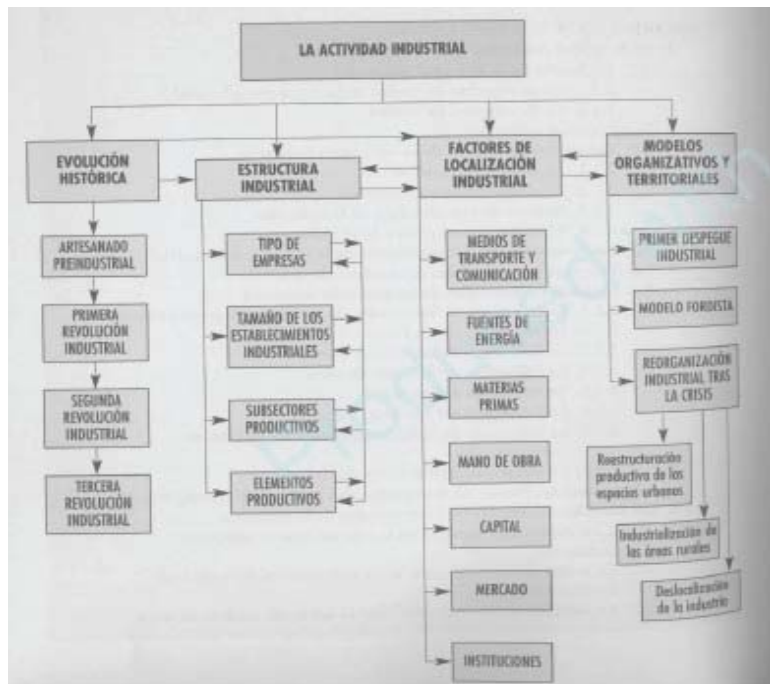 LA ACTIVIDAD INDUSTRIAL
EVOLUCIÓN
HISTÓRICA
ARTESANADO
PREINDUSTRIAL
PRIMERA
REVOLUCIÓN
INDUSTRIAL
SEGUNDA
REVOLUCIÓN
INDUSTRIAL
TERCERA
REVOLUCIÓN
INDUSTRIAL
ESTRUCTURA
INDUSTRIAL
TIPO DE
EMPRESAS
TAMAÑO DE LOS
ESTABLECIMIENTOS
INDUSTRIALES
SUBSECTORES
PRODUCTIVOS
ELEMENTOS
PRODUCTIVOS
FACTORES DE
LOCALIZACIÓN
INDUSTRIAL
MEDIOS DE
TRANSPORTE Y
COMUNICACIÓN
FUENTES DE
ENERGÍA
MATERIAS
PRIMAS
MANO DE OBRA
CAPITAL
MERCADO
INSTITUCIONES
MODELOS
ORGANIZATIVOS Y
TERRITORIALES
PRIMER DESPEGUE
INDUSTRIAL
MODELO FORDISTA
REORGANIZACIÓN
INDUSTRIAL TRAS
LA CRISIS
Reestructuración
productiva de los
espacios urbanos
Industrialización de
las áreas rurales
Deslocalización
de la industria